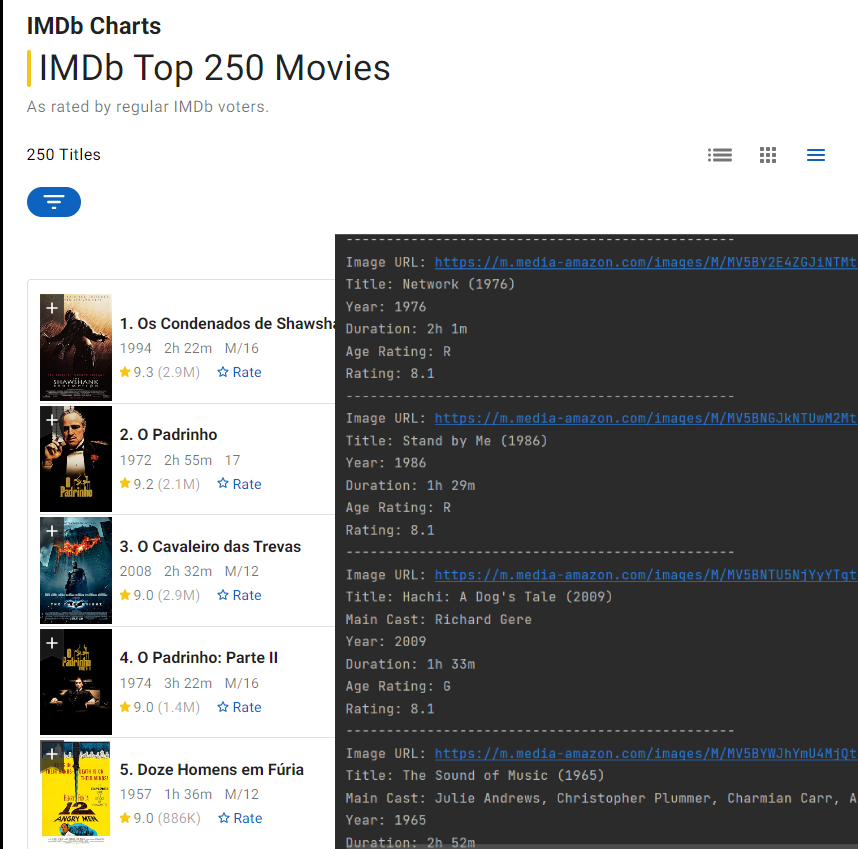 IMDb Charts
IMDb Top 250 Movies
As rated by regular IMDb voters.
250 Titles
1. Os Condenados de Shawsha
1994 2h 22m M/16
9.3 (2.9M) Rate
2. O Padrinho
1972 2h 55m 17
9.2 (2.1M) Rate
3. O Cavaleiro das Trevas
2008 2h 32m M/12
9.0 (2.9M) Rate
4. O Padrinho: Parte II
1974 3h 22m M/16
9.0 (1.4M) Rate
5. Doze Homens em Fúria
1957 1h 36m M/12
9.0 (886K) Rate
SHAWSHANK
O Padrinho
THE DARK KNIGHT
O Padrinho
12
ANGRY MEN
--------------------------------------------------
Image URL: https://m.media-amazon.com/images/M/MV5BY2E4ZGJiNTMt
Title: Network (1976)
Year: 1976
Duration: 2h 1m
Age Rating: R
Rating: 8.1
--------------------------------------------------
Image URL: https://m.media-amazon.com/images/M/MV5BNGJkNTUwM2Mt
Title: Stand by Me (1986)
Year: 1986
Duration: 1h 29m
Age Rating: R
Rating: 8.1
--------------------------------------------------
Image URL: https://m.media-amazon.com/images/M/MV5BNTU5NjYyYTgt
Title: Hachi: A Dog's Tale (2009)
Main Cast: Richard Gere
Year: 2009
Duration: 1h 33m
Age Rating: G
Rating: 8.1
--------------------------------------------------
Image URL: https://m.media-amazon.com/images/M/MV5BYWJhYmU4MjQt
Title: The Sound of Music (1965)
Main Cast: Julie Andrews, Christopher Plummer, Charmian Carr, A
Year: 1965
Duration: 2h 52m